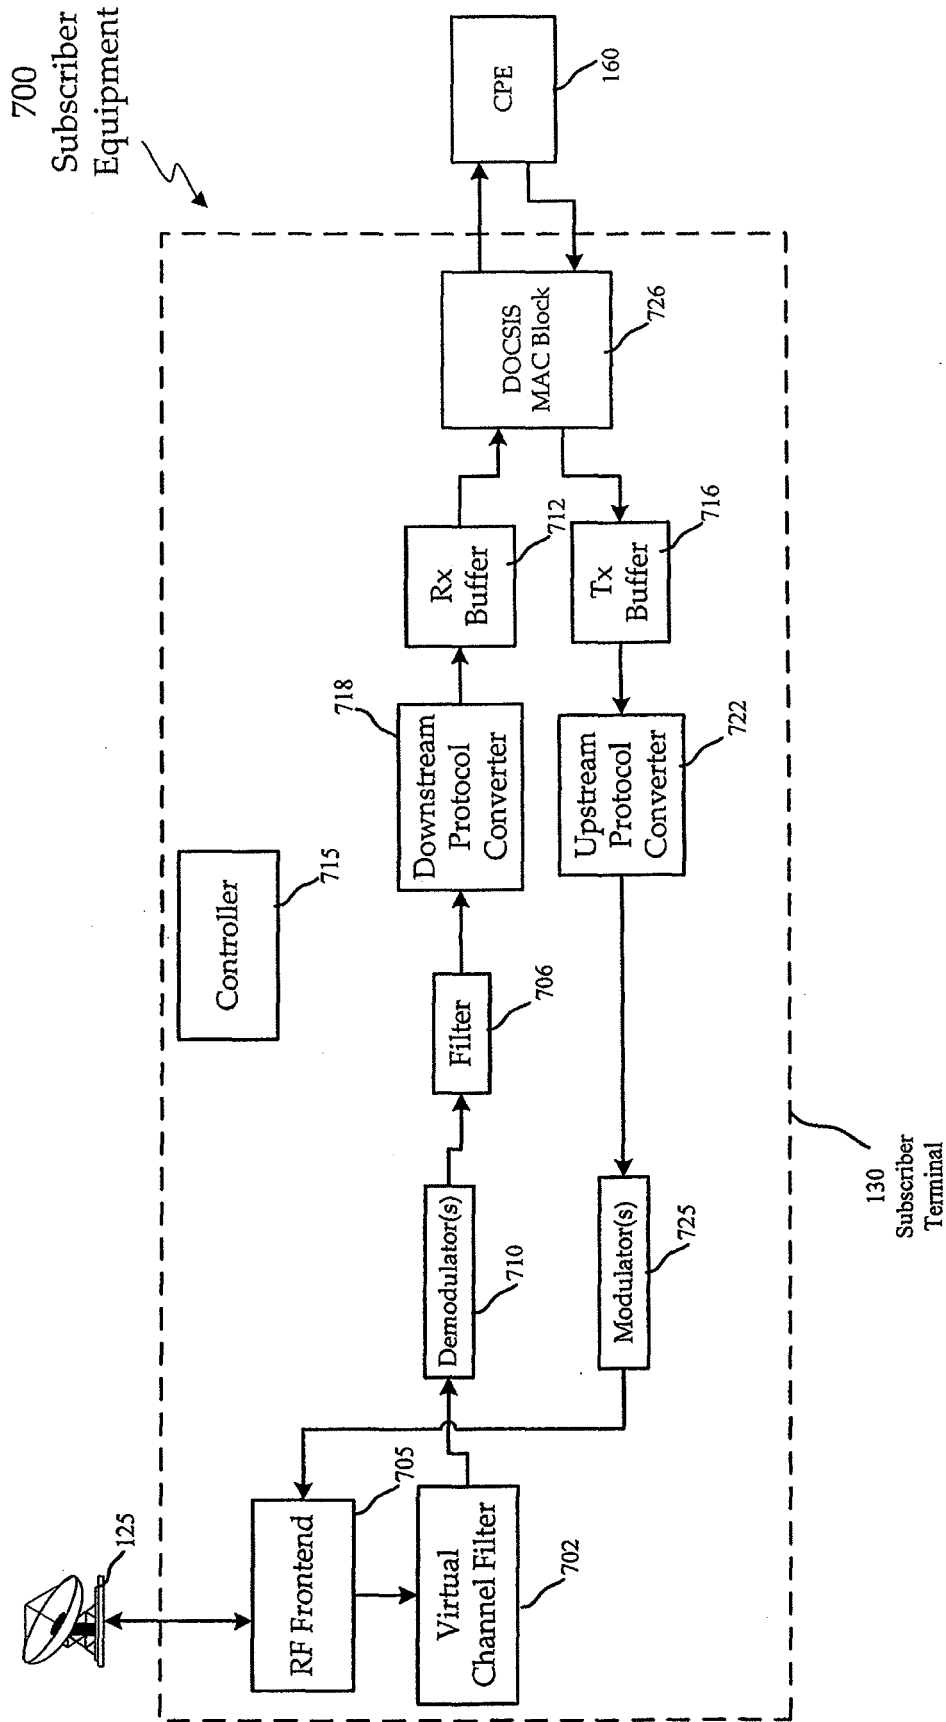 700
Subscriber
Equipment
125
RF Frontend
705
Virtual
Channel Filter
702
Demodulator(s)
710
Filter
706
Controller
715
Downstream
Protocol
Converter
718
Rx
Buffer
712
DOCSIS
MAC Block
726
CPE
160
Tx
Buffer
716
Upstream
Protocol
Converter
722
Modulator(s)
725
130
Subscriber
Terminal